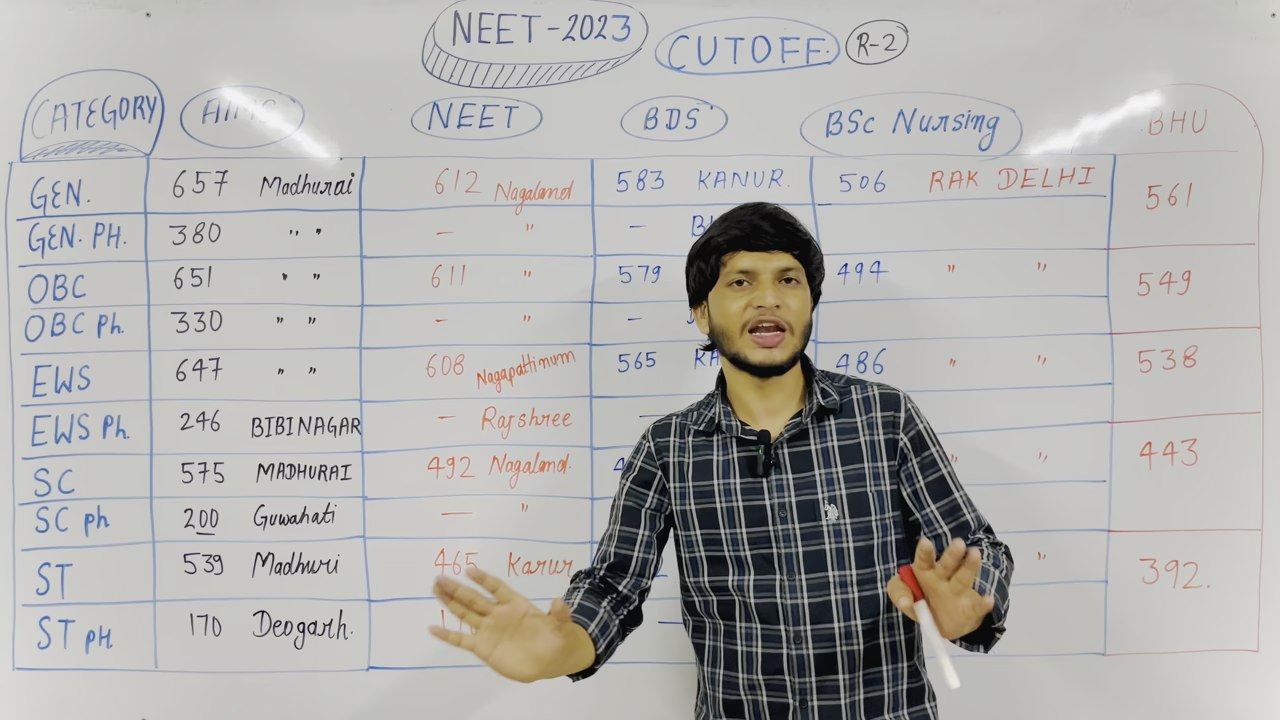 NEET-2023 CUTOFF. R-2
CATEGORY AIIMS NEET BDS BSc Nursing BHU
GEN. 657 Madhurai 612 Nagaland 583 KANUR. 506 RAK DELHI 561
GEN. PH. 380 " " — " —
OBC 651 " " 611 " 579 494 " " 549
OBC Ph. 330 " " — " —
EWS 647 " " 608 Nagapattinum 565 486 " " 538
EWS Ph. 246 BIBINAGAR — Rajshree —
SC 575 MADHURAI 492 Nagaland. " " 443
SC ph 200 Guwahati — "
ST 539 Madhuri 465 Karur " 392.
ST PH 170 Deogarh. —